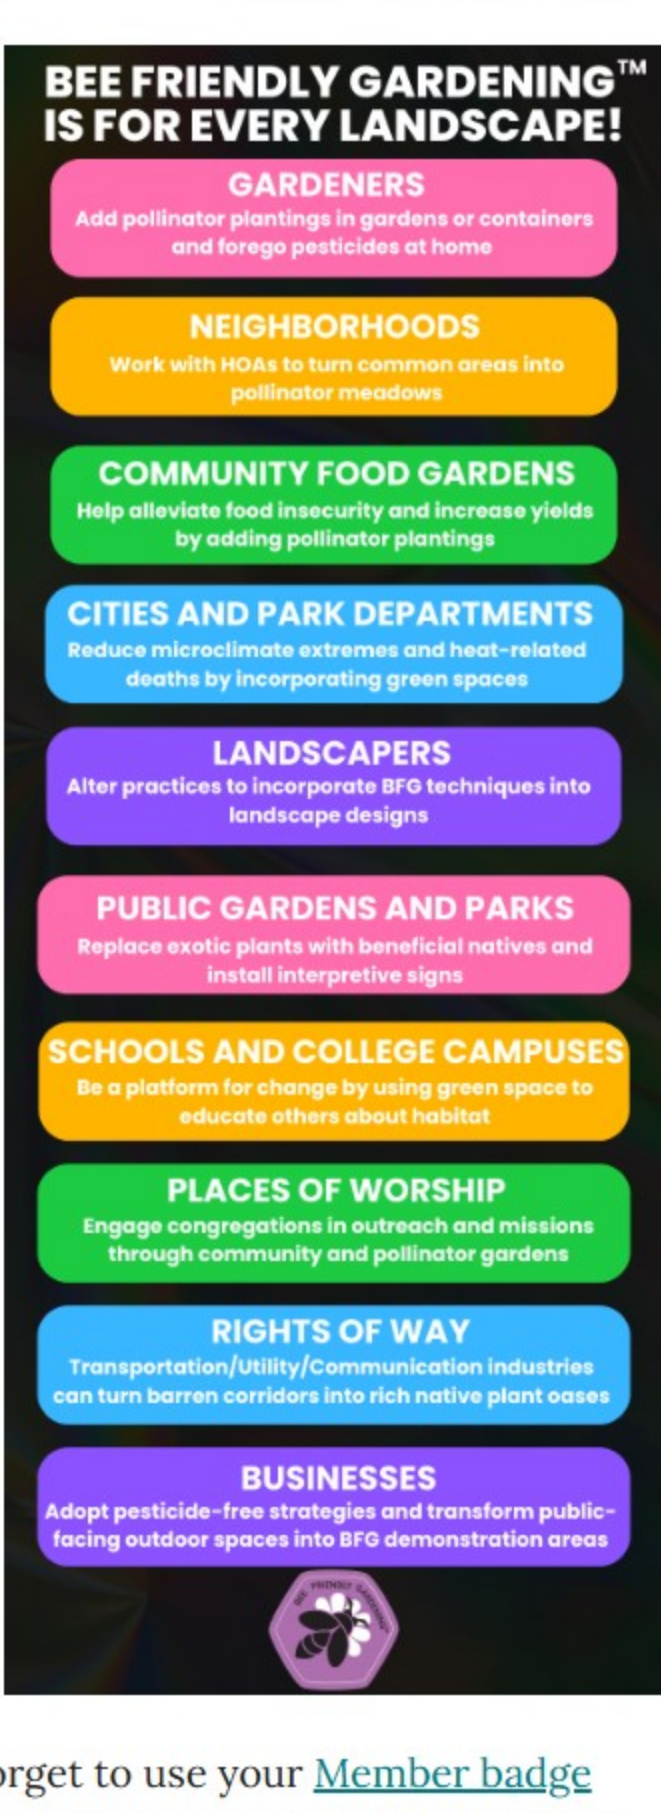 BEE FRIENDLY GARDENING™
IS FOR EVERY LANDSCAPE!
GARDENERS
Add pollinator plantings in gardens or containers
and forego pesticides at home
NEIGHBORHOODS
Work with HOAs to turn common areas into
pollinator meadows
COMMUNITY FOOD GARDENS
Help alleviate food insecurity and increase yields
by adding pollinator plantings
CITIES AND PARK DEPARTMENTS
Reduce microclimate extremes and heat-related
deaths by incorporating green spaces
LANDSCAPERS
Alter practices to incorporate BFG techniques into
landscape designs
PUBLIC GARDENS AND PARKS
Replace exotic plants with beneficial natives and
install interpretive signs
SCHOOLS AND COLLEGE CAMPUSES
Be a platform for change by using green space to
educate others about habitat
PLACES OF WORSHIP
Engage congregations in outreach and missions
through community and pollinator gardens
RIGHTS OF WAY
Transportation/Utility/Communication industries
can turn barren corridors into rich native plant oases
BUSINESSES
Adopt pesticide-free strategies and transform public-
facing outdoor spaces into BFG demonstration areas
BEE FRIENDLY GARDENING
orget to use your Member badge